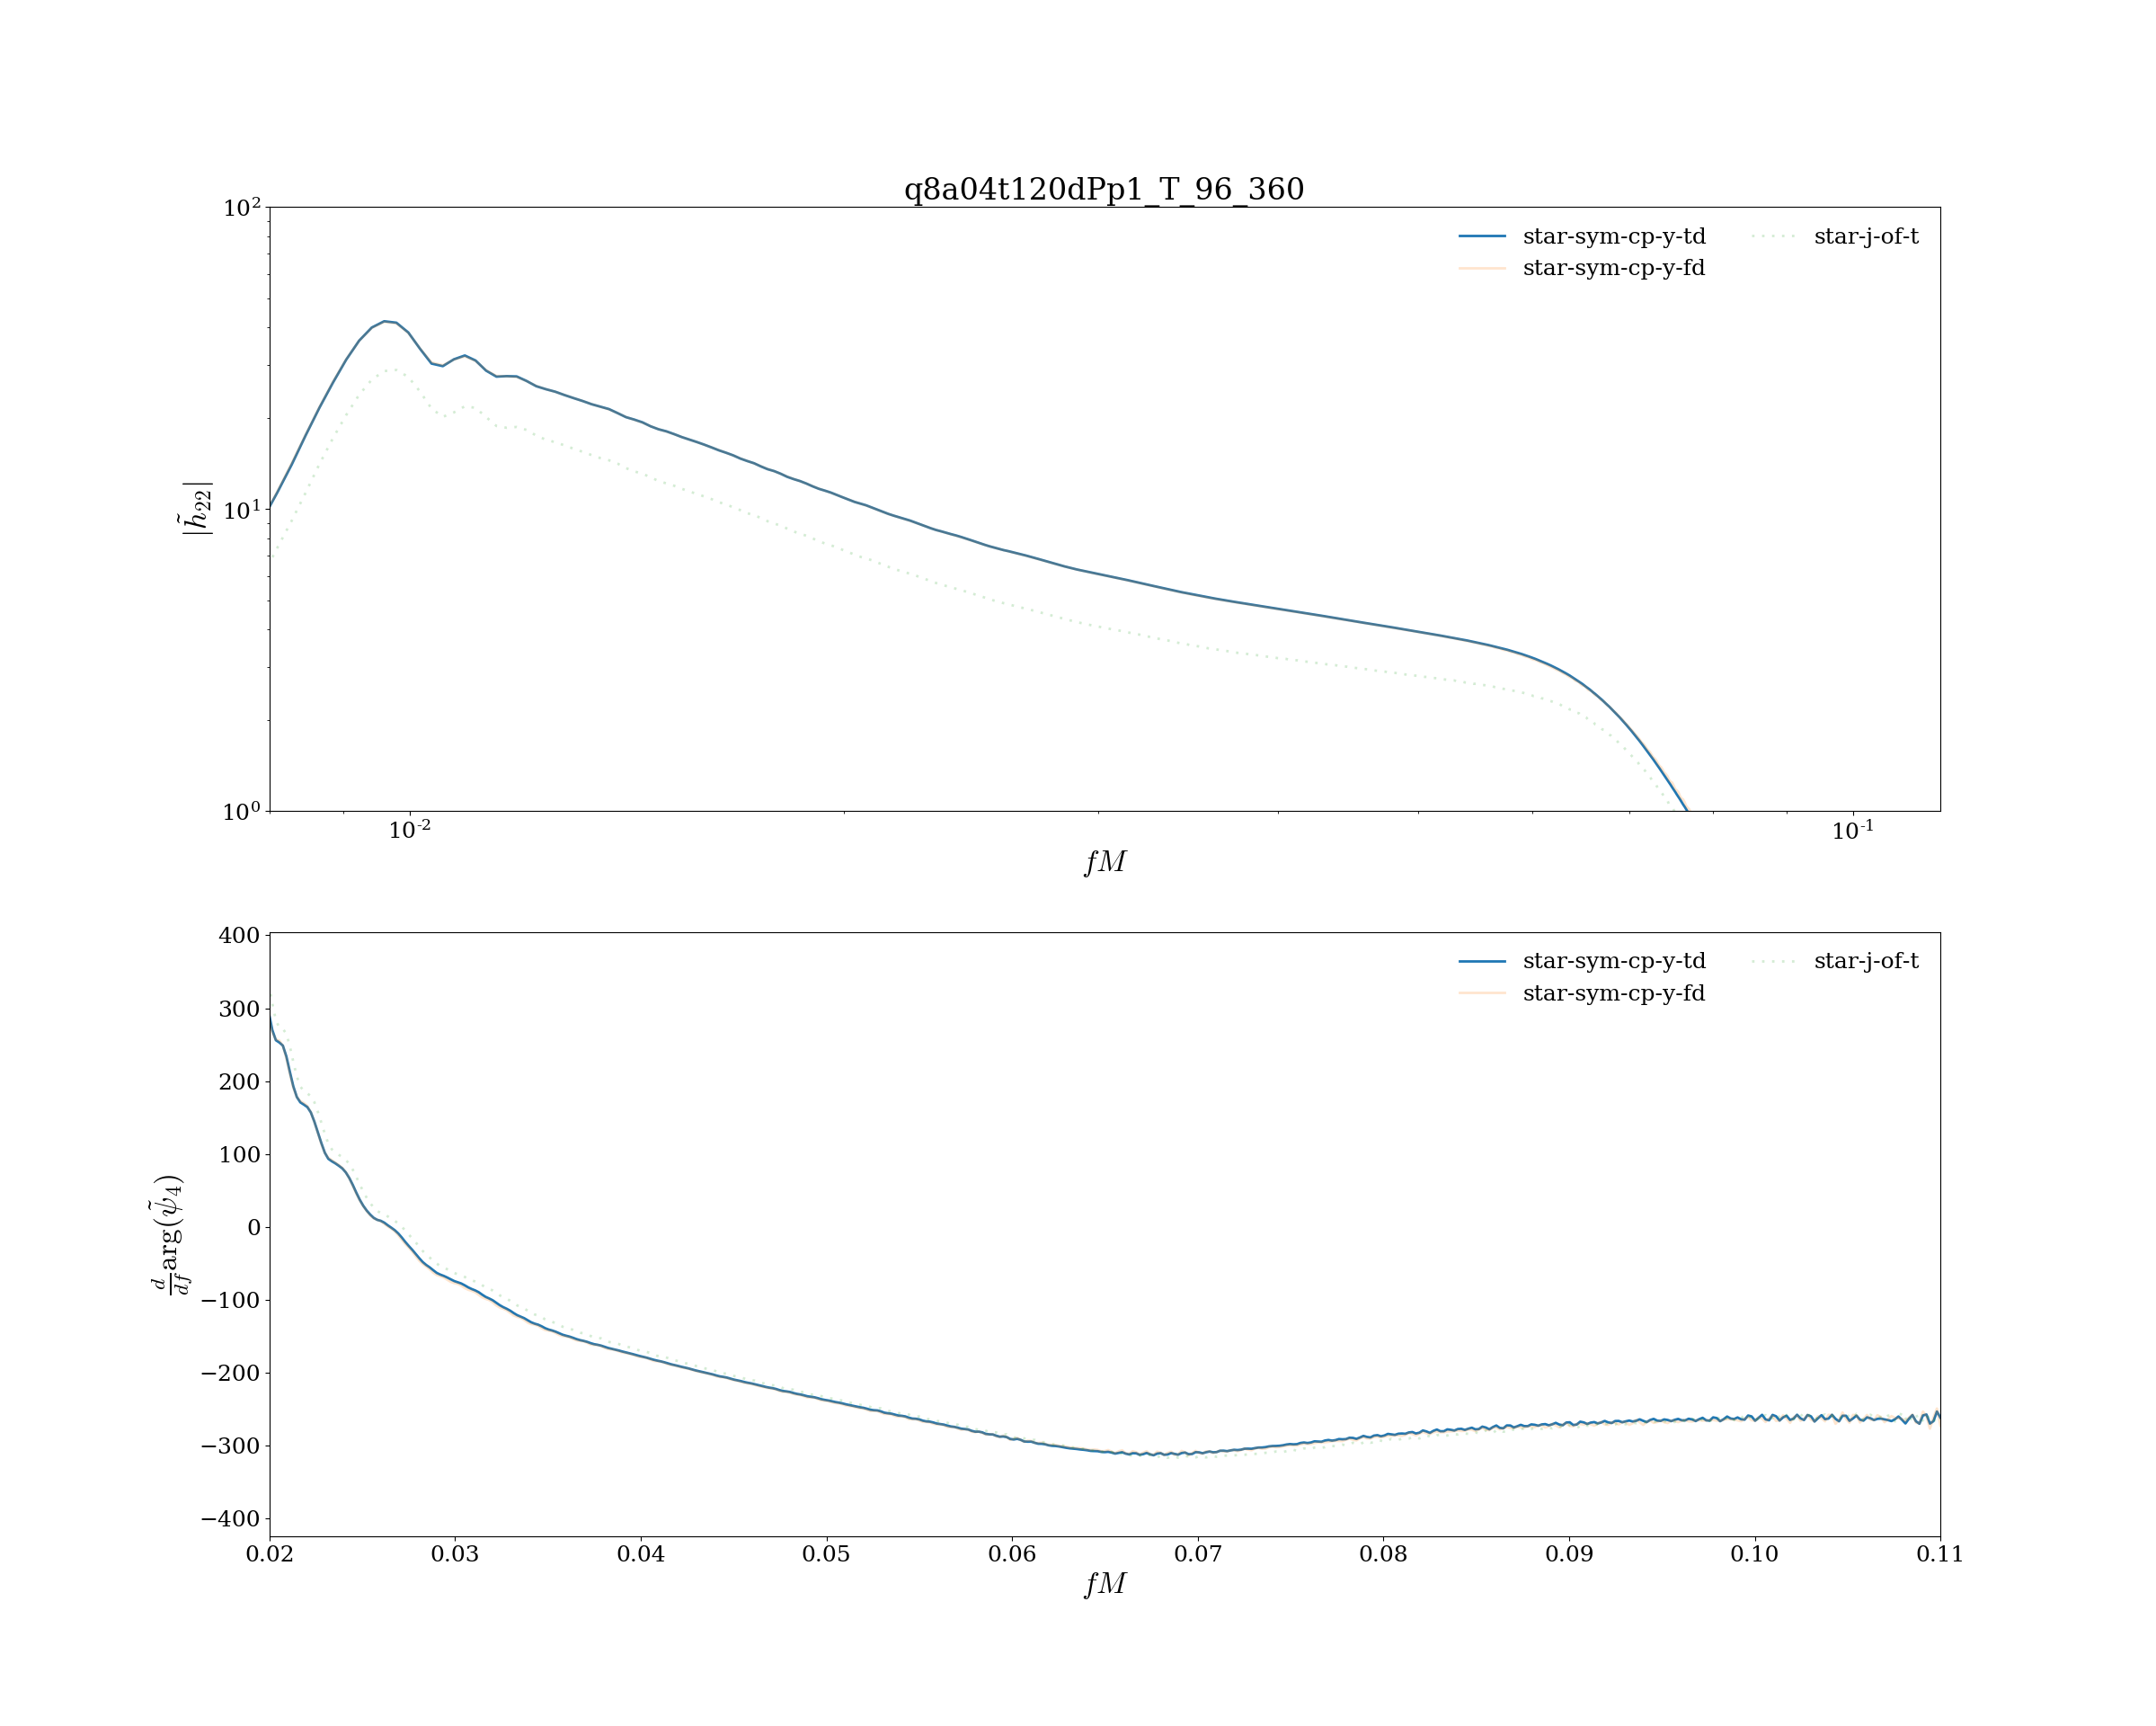 q8a04t120dPp1_T_96_360
10²
10¹
10⁰
|h̃₂₂|
star-sym-cp-y-td
star-sym-cp-y-fd
star-j-of-t
10⁻² 10⁻¹
fM
400
300
200
100
0
−100
−200
−300
−400
d/df arg(ψ̃₄)
star-sym-cp-y-td
star-sym-cp-y-fd
star-j-of-t
0.02 0.03 0.04 0.05 0.06 0.07 0.08 0.09 0.10 0.11
fM